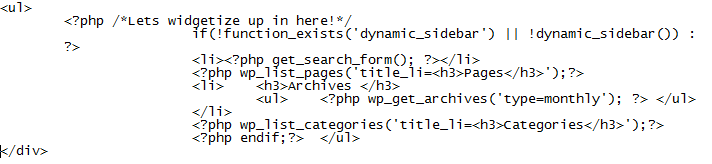 <ul>
<?php /*Lets widgetize up in here!*/
if(!function_exists('dynamic_sidebar') || !dynamic_sidebar()) :
?>
<li><?php get_search_form(); ?></li>
<?php wp_list_pages('title_li=<h3>Pages</h3>');?>
<li> <h3>Archives </h3>
<ul> <?php wp_get_archives('type=monthly'); ?> </ul>
</li>
<?php wp_list_categories('title_li=<h3>Categories</h3>');?>
<?php endif;?> </ul>
</div>